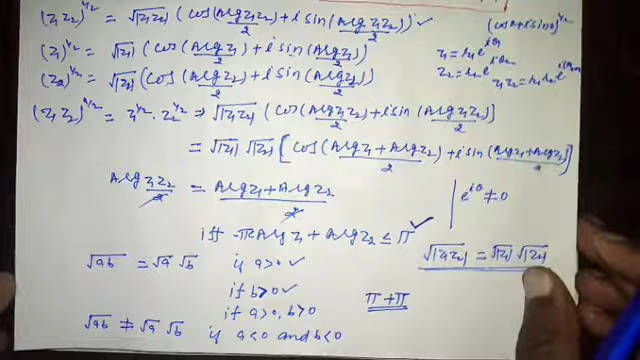 (z₁z₂)^½ = √|z₁z₂| (cos(Arg z₁z₂)/2 + i sin(Arg z₁z₂)/2) ✓
(cosθ + i sinθ)^½
(z₁)^½ = √|z₁| (cos(Arg z₁)/2 + i sin(Arg z₁)/2)
z₁ = r₁e^iθ₁
(z₂)^½ = √|z₂| (cos(Arg z₂)/2 + i sin(Arg z₂)/2)
z₂ = r₂e^iθ₂
z₁z₂ = r₁r₂e^i(θ₁+θ₂)
(z₁z₂)^½ = z₁^½ · z₂^½ ⇒ √|z₁z₂| (cos(Arg z₁z₂)/2 + i sin(Arg z₁z₂)/2]
= √|z₁| √|z₂| [cos(Arg z₁ + Arg z₂)/2 + i sin(Arg z₁ + Arg z₂)/2]
Arg z₁z₂/2 = Arg z₁ + Arg z₂/2
e^iθ ≠ 0
iff -π < Arg z₁ + Arg z₂ ≤ π ✓
√|z₁z₂| = √|z₁| √|z₂|
√ab = √a √b if a>0 ✓
if b>0 ✓
π + π
if a>0, b>0
√ab ≠ √a √b if a<0 and b<0